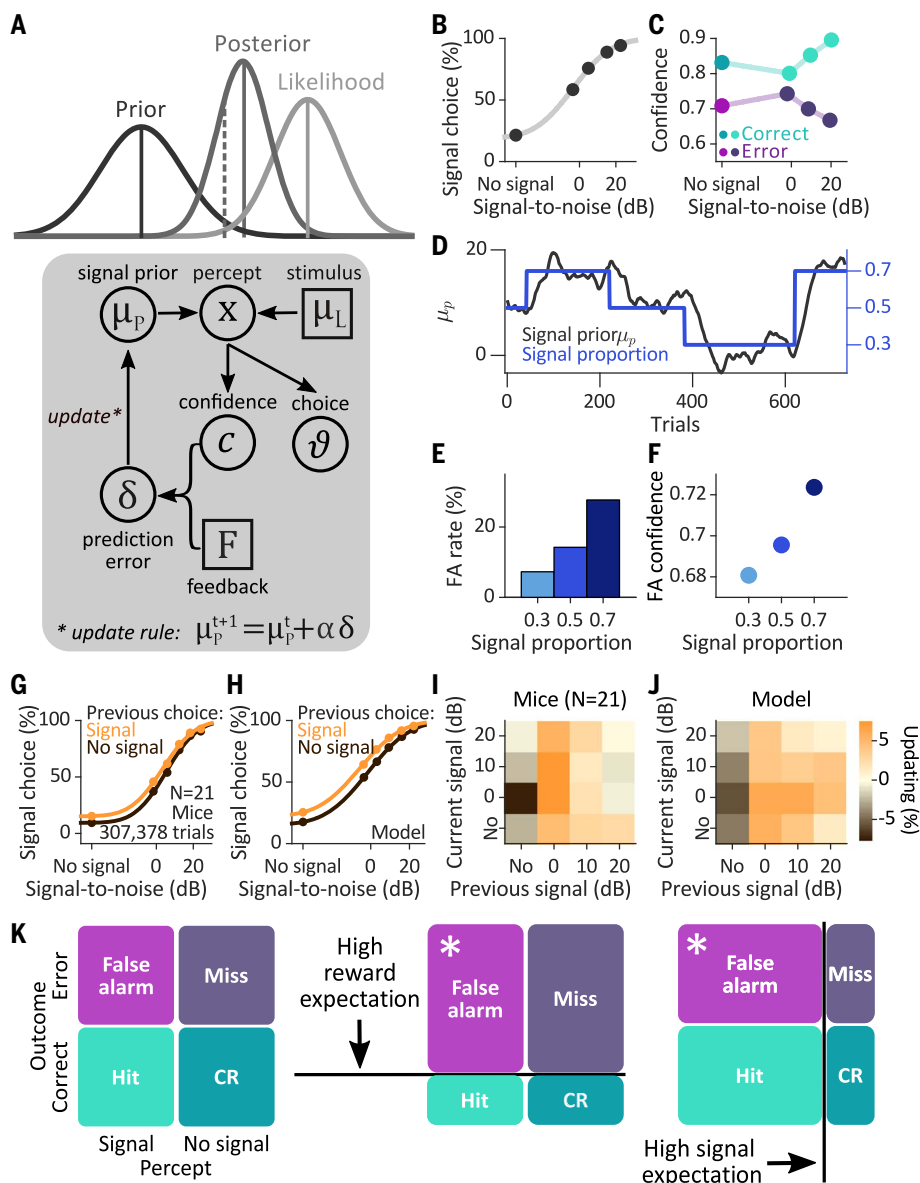 A
Prior
Posterior
Likelihood
signal prior
percept
stimulus
μP
x
μL
update*
confidence
choice
c
ϑ
δ
prediction
error
F
feedback
* update rule: μP^t+1 = μP^t + αδ
B
Signal choice (%)
100
50
0
No signal
0
20
Signal-to-noise (dB)
C
Confidence
0.9
0.8
0.7
0.6
Correct
Error
No signal
0
20
Signal-to-noise (dB)
D
μp
20
0
0.7
0.5
0.3
Signal priorμp
Signal proportion
0
200
400
600
Trials
E
FA rate (%)
20
0
0.3 0.5 0.7
Signal proportion
F
FA confidence
0.72
0.7
0.68
0.3 0.5 0.7
Signal proportion
G
Signal choice (%)
100
50
0
Previous choice:
Signal
No signal
N=21
Mice
307,378 trials
No signal
0
20
Signal-to-noise (dB)
H
Signal choice (%)
100
50
0
Previous choice:
Signal
No signal
Model
No signal
0
20
Signal-to-noise (dB)
I
Mice (N=21)
Current signal (dB)
20
10
0
No
No 0 10 20
Previous signal (dB)
J
Model
Current signal (dB)
20
10
0
No
No 0 10 20
Previous signal (dB)
5
0
-5
Updating (%)
K
Outcome
Error
Correct
False
alarm
Miss
Hit
CR
Signal
No signal
Percept
High
reward
expectation
*
False
alarm
Miss
Hit
CR
*
False
alarm
Miss
Hit
CR
High signal
expectation